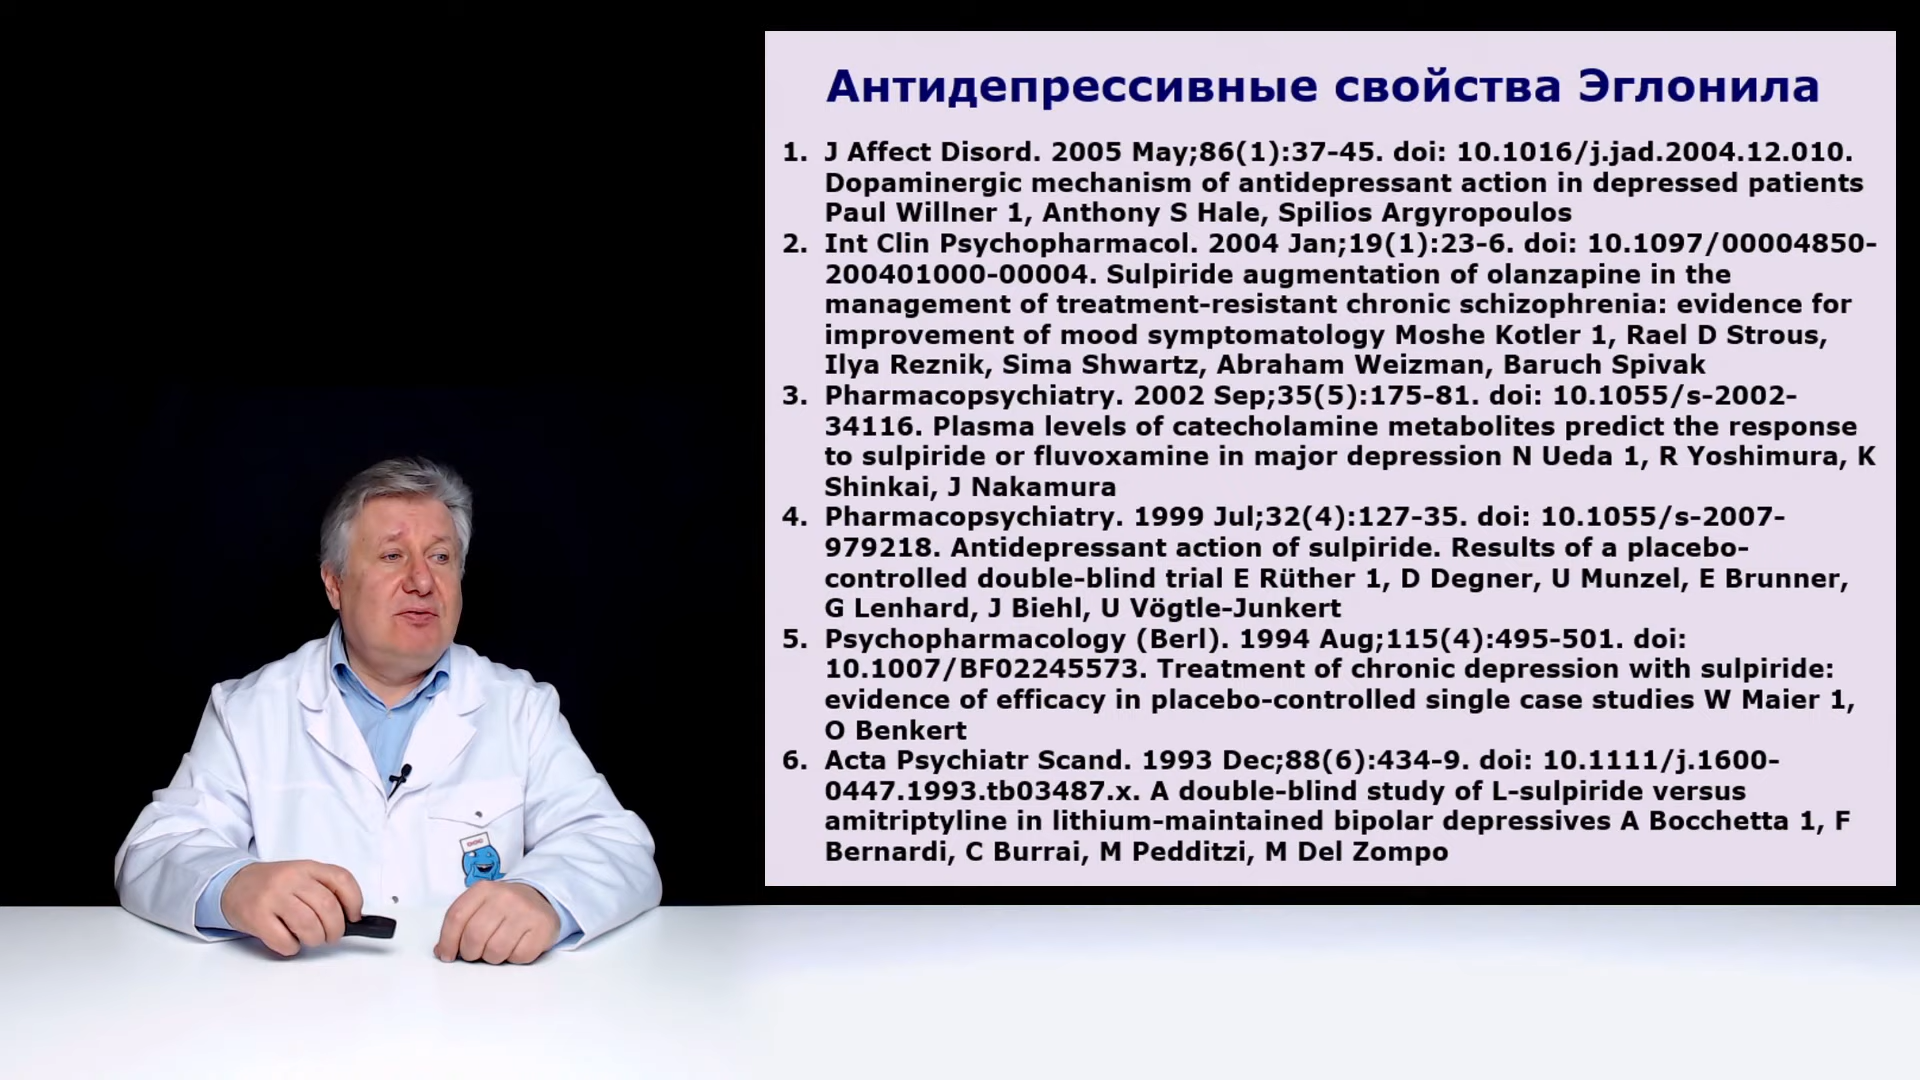 Антидепрессивные свойства Эглонила
1. J Affect Disord. 2005 May;86(1):37-45. doi: 10.1016/j.jad.2004.12.010.
Dopaminergic mechanism of antidepressant action in depressed patients
Paul Willner 1, Anthony S Hale, Spilios Argyropoulos
2. Int Clin Psychopharmacol. 2004 Jan;19(1):23-6. doi: 10.1097/00004850-
200401000-00004. Sulpiride augmentation of olanzapine in the
management of treatment-resistant chronic schizophrenia: evidence for
improvement of mood symptomatology Moshe Kotler 1, Rael D Strous,
Ilya Reznik, Sima Shwartz, Abraham Weizman, Baruch Spivak
3. Pharmacopsychiatry. 2002 Sep;35(5):175-81. doi: 10.1055/s-2002-
34116. Plasma levels of catecholamine metabolites predict the response
to sulpiride or fluvoxamine in major depression N Ueda 1, R Yoshimura, K
Shinkai, J Nakamura
4. Pharmacopsychiatry. 1999 Jul;32(4):127-35. doi: 10.1055/s-2007-
979218. Antidepressant action of sulpiride. Results of a placebo-
controlled double-blind trial E Rüther 1, D Degner, U Munzel, E Brunner,
G Lenhard, J Biehl, U Vögtle-Junkert
5. Psychopharmacology (Berl). 1994 Aug;115(4):495-501. doi:
10.1007/BF02245573. Treatment of chronic depression with sulpiride:
evidence of efficacy in placebo-controlled single case studies W Maier 1,
O Benkert
6. Acta Psychiatr Scand. 1993 Dec;88(6):434-9. doi: 10.1111/j.1600-
0447.1993.tb03487.x. A double-blind study of L-sulpiride versus
amitriptyline in lithium-maintained bipolar depressives A Bocchetta 1, F
Bernardi, C Burrai, M Pedditzi, M Del Zompo